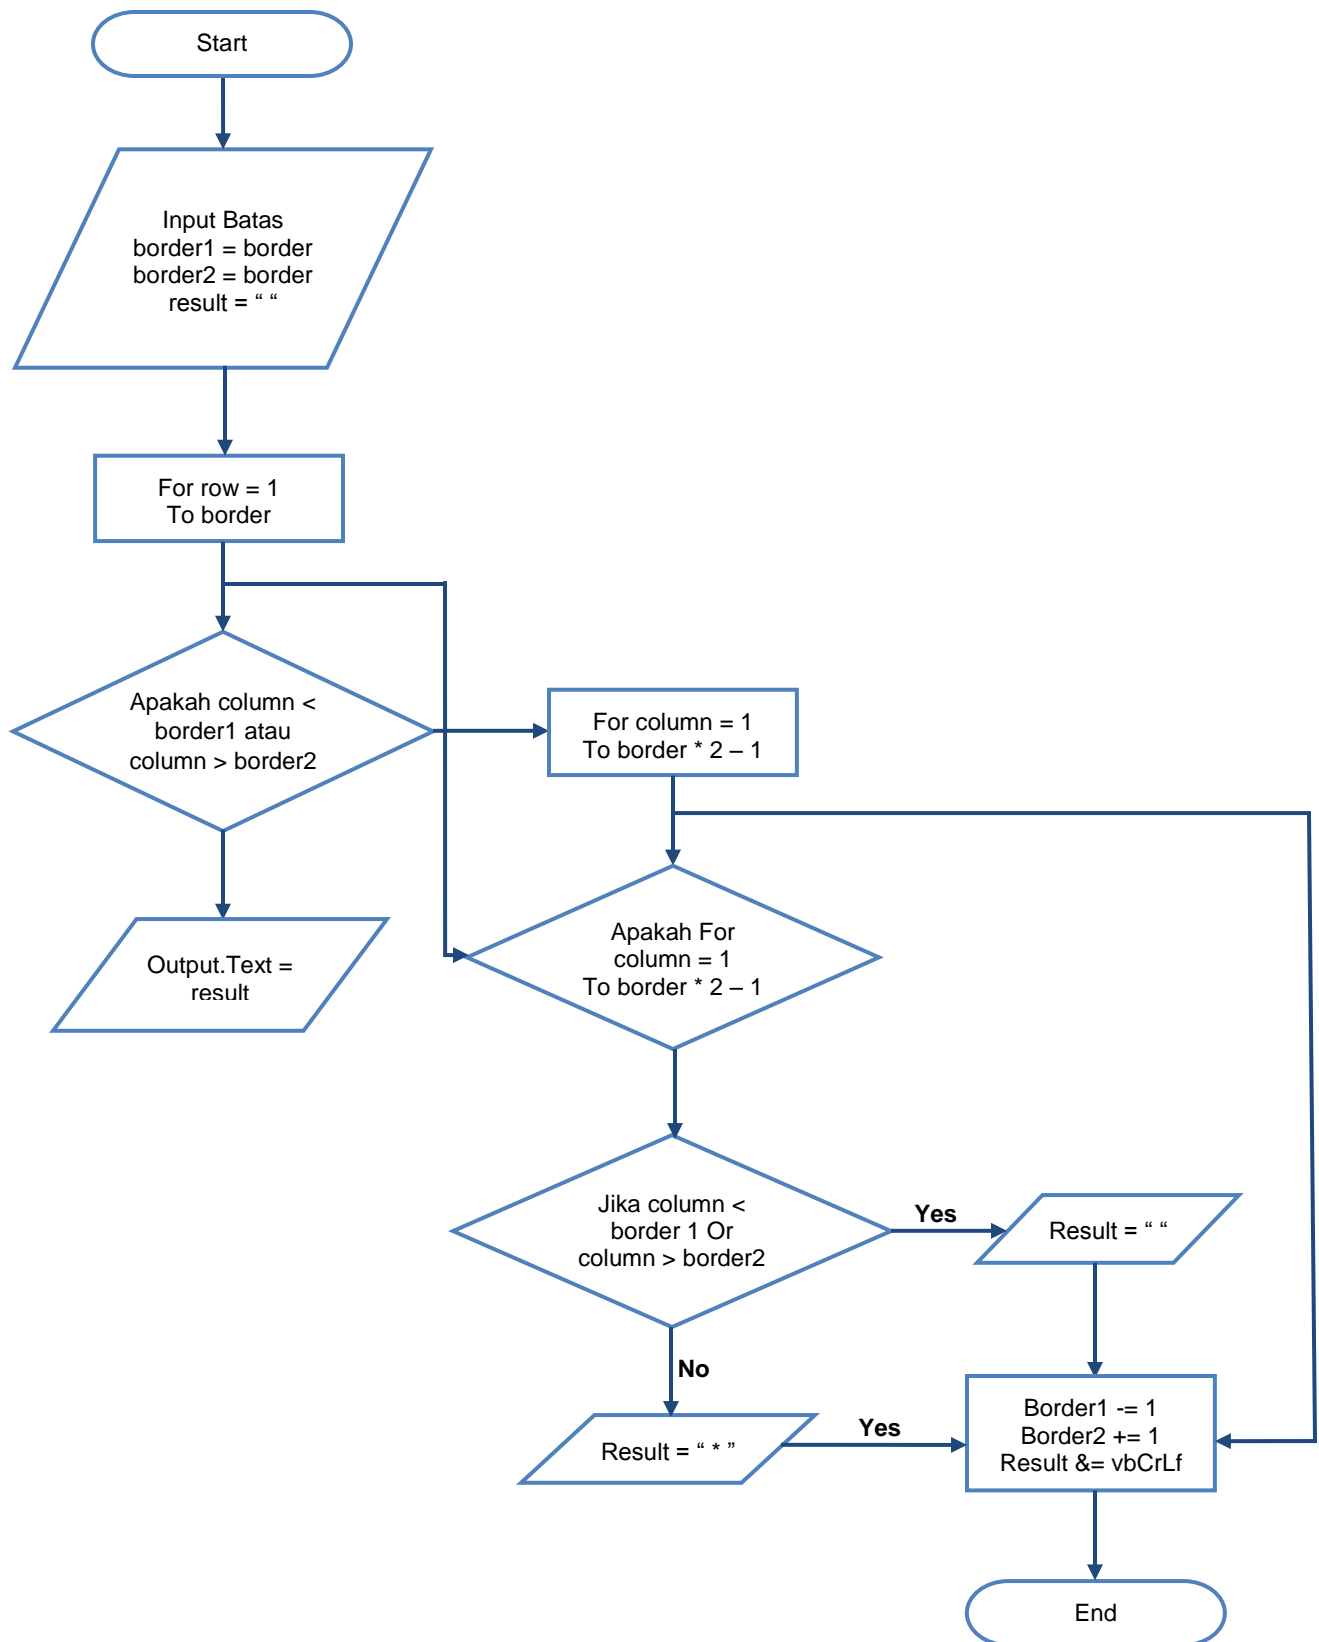 Start
Input Batas
border1 = border
border2 = border
result = “ “
For row = 1
To border
Apakah column <
border1 atau
column > border2
For column = 1
To border * 2 – 1
Output.Text =
result
Apakah For
column = 1
To border * 2 – 1
Jika column <
border 1 Or
column > border2
Yes
Result = “ “
No
Result = “ * ”
Yes
Border1 -= 1
Border2 += 1
Result &= vbCrLf
End